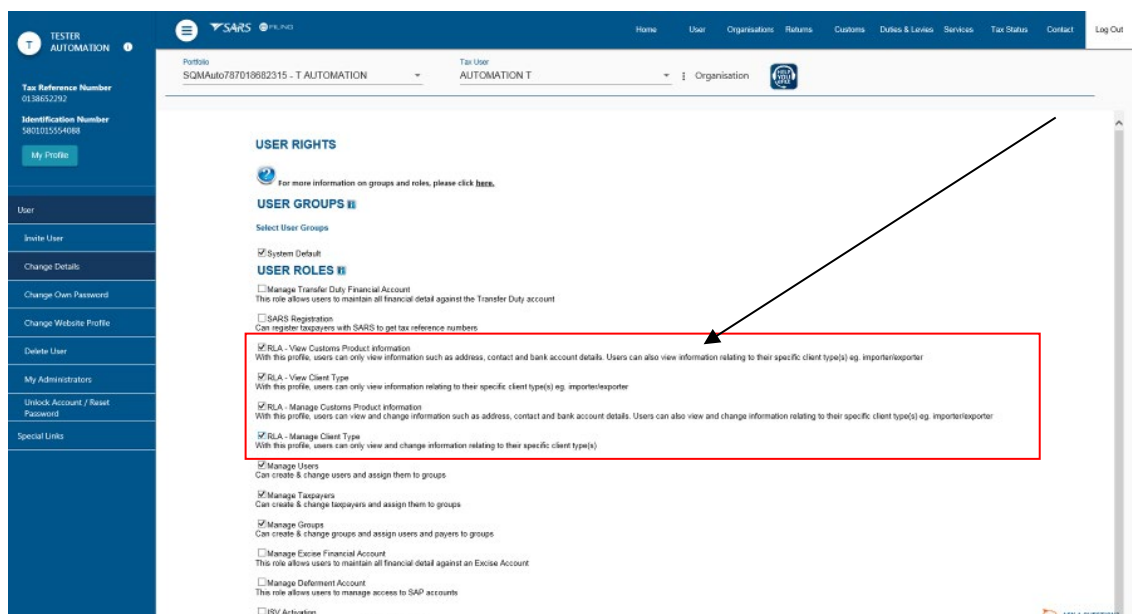 T
TESTER
AUTOMATION
Tax Reference Number
0138652292
Identification Number
5801015554088
My Profile
User
Invite User
Change Details
Change Own Password
Change Website Profile
Delete User
My Administrators
Unlock Account / Reset
Password
Special Links
SARS eFILING
Home User Organisations Returns Customs Duties & Levies Services Tax Status Contact Log Out
Portfolio
SQMAuto787018682315 - T AUTOMATION
Tax User
AUTOMATION T
Organisation
HELP YOU
USER RIGHTS
For more information on groups and roles, please click here.
USER GROUPS
Select User Groups
System Default
USER ROLES
Manage Transfer Duty Financial Account
This role allows users to maintain all financial detail against the Transfer Duty account
SARS Registration
Can register taxpayers with SARS to get tax reference numbers
RLA - View Customs Product information
With this profile, users can only view information such as address, contact and bank account details. Users can also view information relating to their specific client type(s) eg. importer/exporter
RLA - View Client Type
With this profile, users can only view information relating to their specific client type(s) eg. importer/exporter
RLA - Manage Customs Product information
With this profile, users can view and change information such as address, contact and bank account details. Users can also view and change information relating to their specific client type(s) eg. importer/exporter
RLA - Manage Client Type
With this profile, users can only view and change information relating to their specific client type(s)
Manage Users
Can create & change users and assign them to groups
Manage Taxpayers
Can create & change taxpayers and assign them to groups
Manage Groups
Can create & change groups and assign users and payers to groups
Manage Excise Financial Account
This role allows users to maintain all financial detail against an Excise Account
Manage Deferment Account
This role allows users to manage access to SAP accounts
ISV Activation